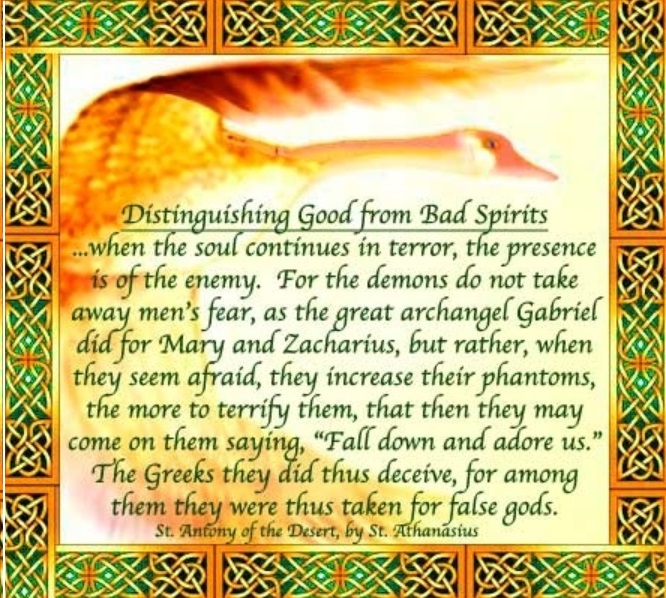 Distinguishing Good from Bad Spirits
...when the soul continues in terror, the presence
is of the enemy. For the demons do not take
away men's fear, as the great archangel Gabriel
did for Mary and Zacharius, but rather, when
they seem afraid, they increase their phantoms,
the more to terrify them, that then they may
come on them saying, “Fall down and adore us.”
The Greeks they did thus deceive, for among
them they were thus taken for false gods.
St. Antony of the Desert, by St. Athanasius